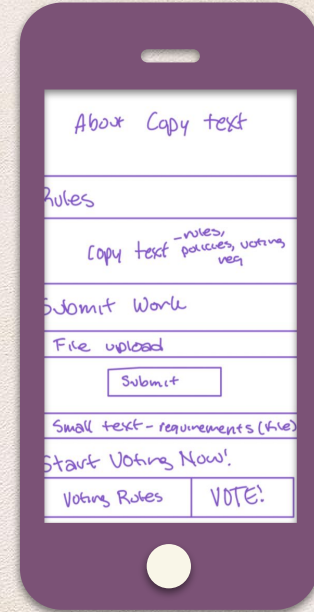 About Copy text
Rules
Copy text - rules,
policies, voting
req
Submit Work
File upload
Submit
Small text - requirements (file)
Start Voting Now!
Voting Rules VOTE!